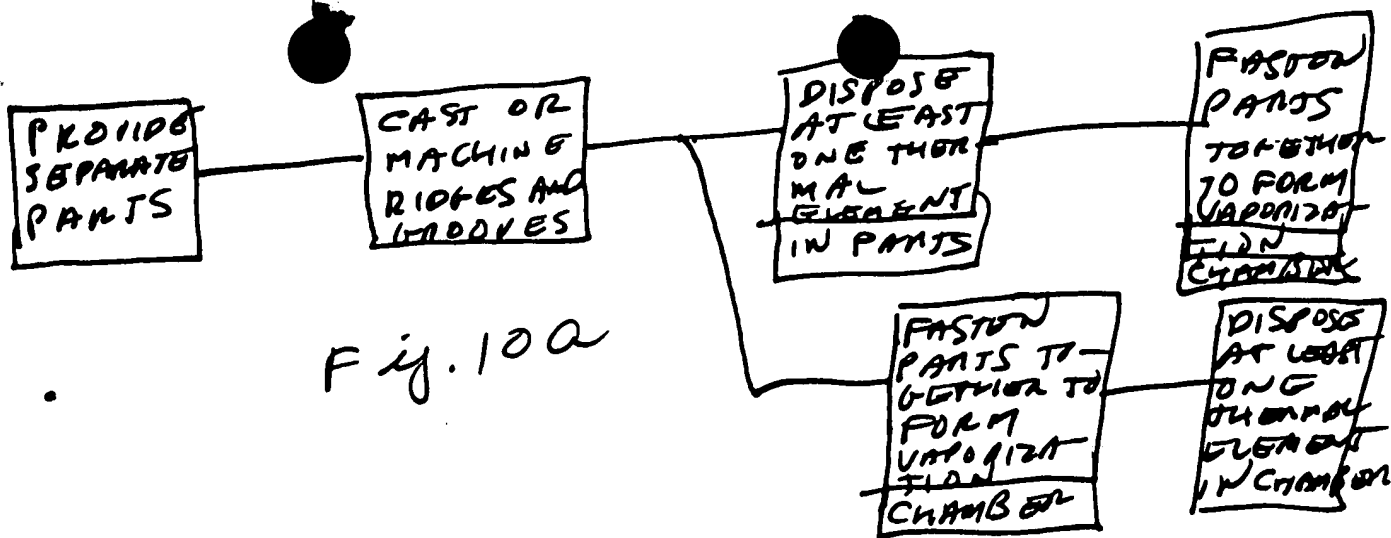 PROVIDE
SEPARATE
PARTS
CAST OR
MACHINE
RIDGES AND
GROOVES
DISPOSE
AT LEAST
ONE THER
MAL
ELEMENT
IN PARTS
FASTEN
PARTS
TOGETHER
TO FORM
VAPORIZAT
TION
CHAMBER
FASTEN
PARTS TO-
GETHER TO
FORM
VAPORIZAT
TION
CHAMBER
DISPOSE
AT LEAST
ONE
THERMAL
ELEMENT
IN CHAMBER
Fig. 10a